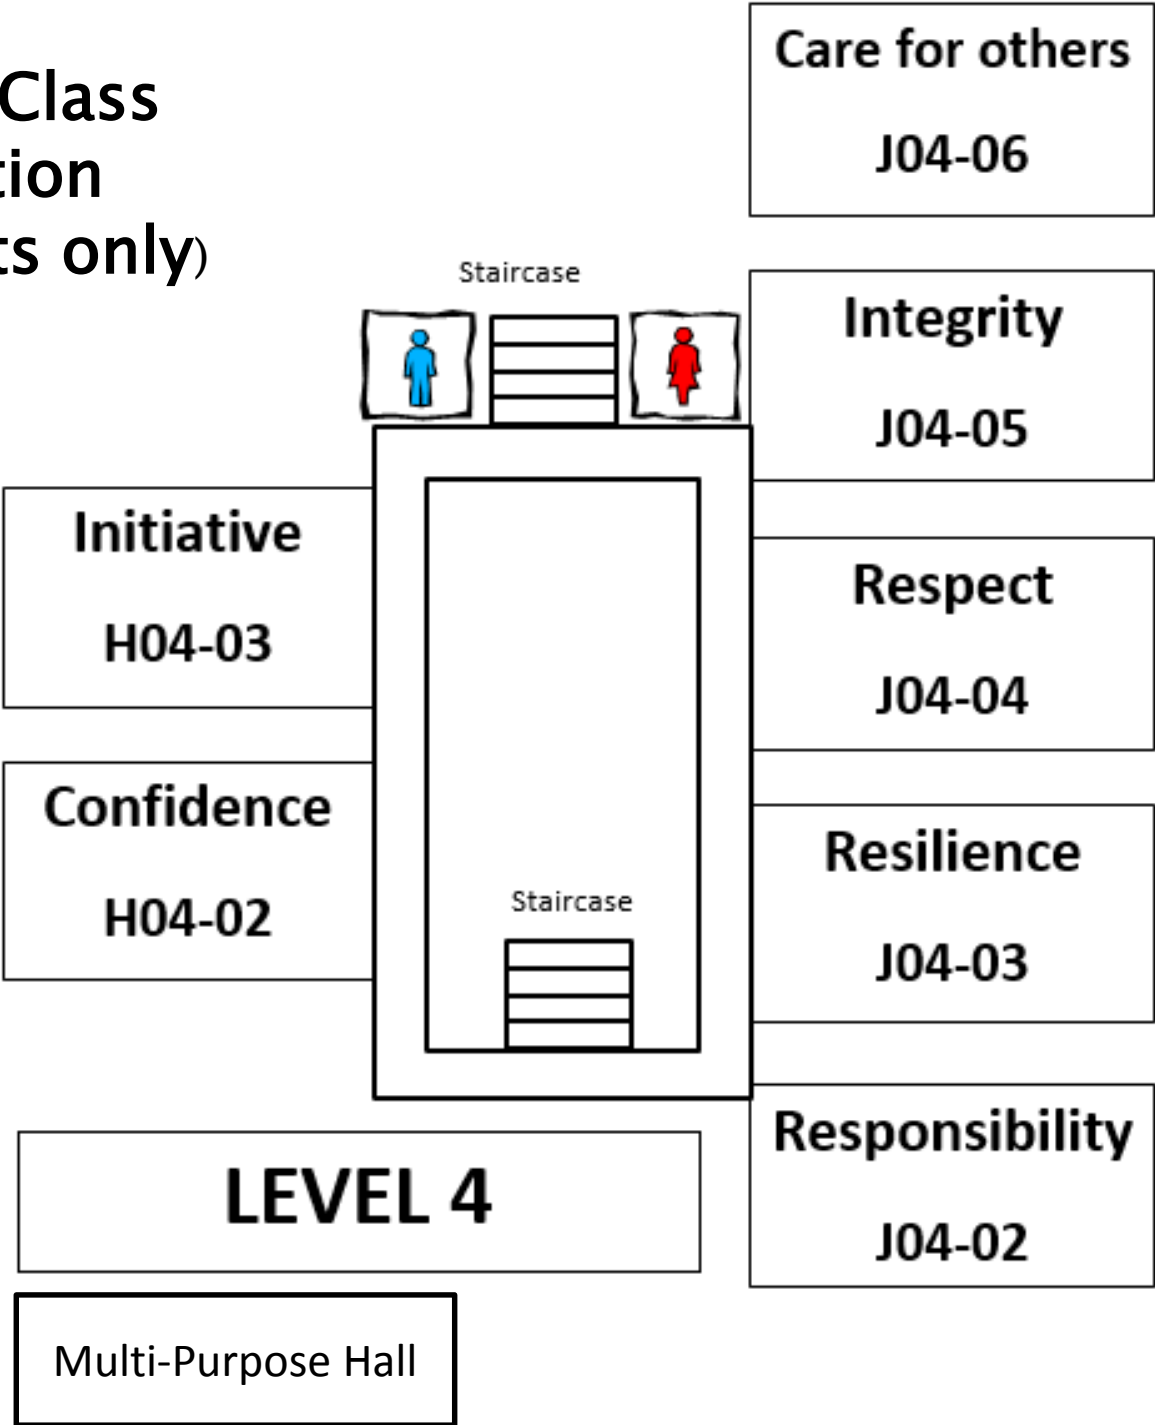 Class
tion
ts only)
Care for others
J04-06
Staircase
Integrity
J04-05
Initiative
H04-03
Respect
J04-04
Confidence
H04-02
Resilience
J04-03
Staircase
Responsibility
J04-02
LEVEL 4
Multi-Purpose Hall